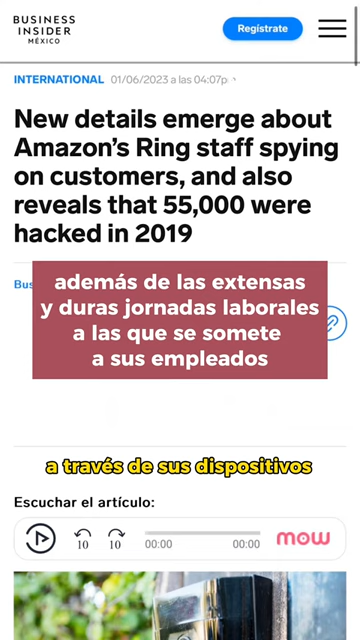 BUSINESS
INSIDER
MÉXICO
Regístrate
INTERNATIONAL 01/06/2023 a las 04:07p
New details emerge about
Amazon's Ring staff spying
on customers, and also
reveals that 55,000 were
hacked in 2019
además de las extensas
y duras jornadas laborales
a las que se somete
a sus empleados
a través de sus dispositivos
Escuchar el artículo:
10 10 00:00 00:00 mow